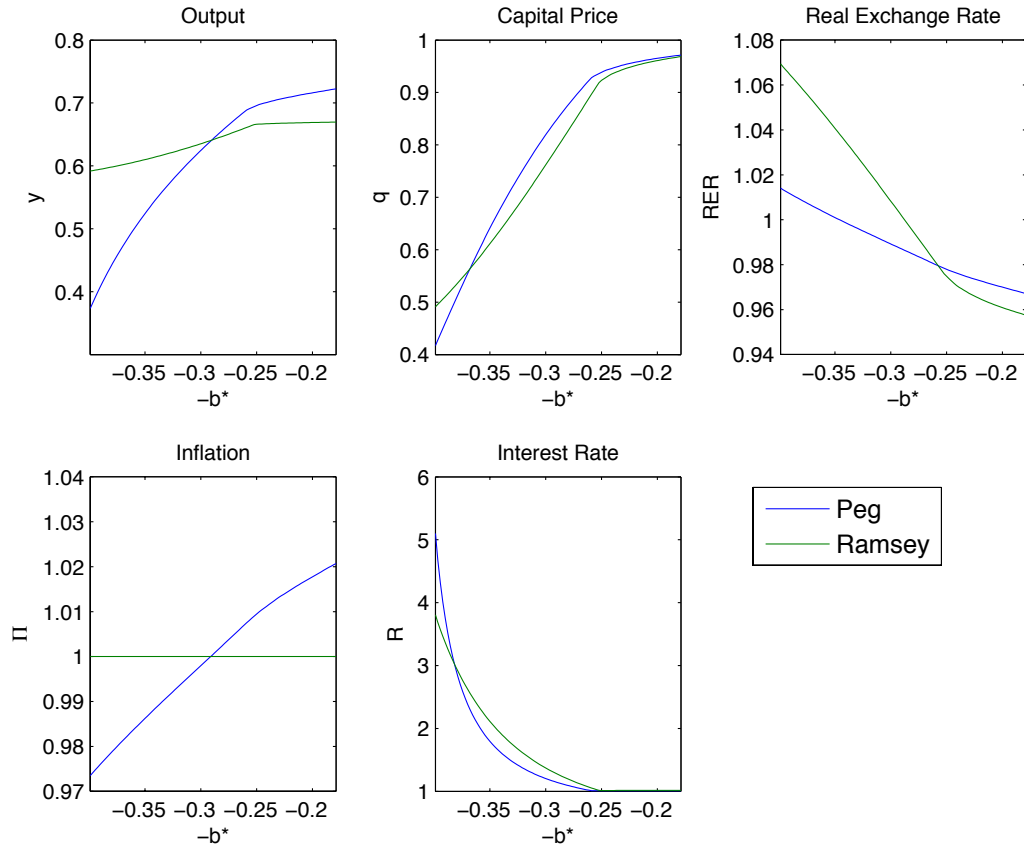 Output
0.8
0.7
0.6
0.5
0.4
y
−0.35 −0.3 −0.25 −0.2
−b*
Capital Price
1
0.9
0.8
0.7
0.6
0.5
0.4
q
−0.35 −0.3 −0.25 −0.2
−b*
Real Exchange Rate
1.08
1.06
1.04
1.02
1
0.98
0.96
0.94
RER
−0.35 −0.3 −0.25 −0.2
−b*
Inflation
1.04
1.03
1.02
1.01
1
0.99
0.98
0.97
Π
−0.35 −0.3 −0.25 −0.2
−b*
Interest Rate
6
5
4
3
2
1
R
−0.35 −0.3 −0.25 −0.2
−b*
Peg
Ramsey